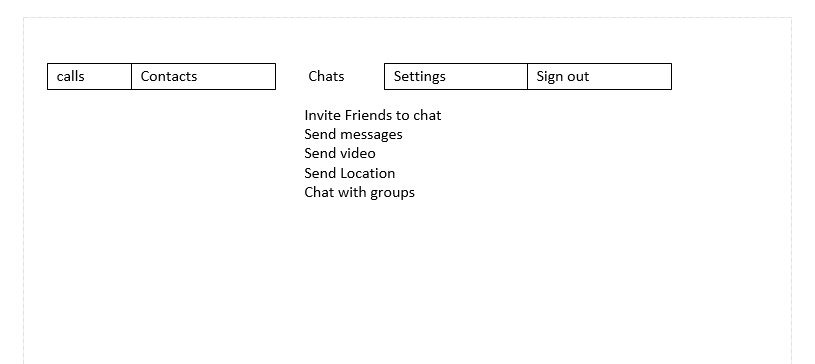 calls Contacts Chats Settings Sign out
Invite Friends to chat
Send messages
Send video
Send Location
Chat with groups